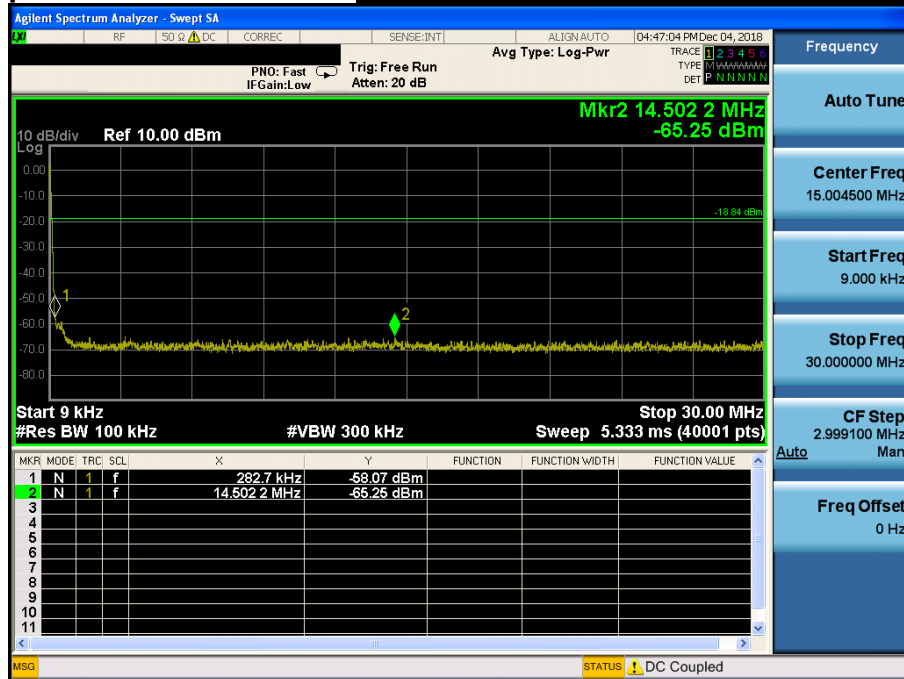 Agilent Spectrum Analyzer - Swept SA
LXI RF 50 Ω DC CORREC SENSE:INT ALIGN AUTO 04:47:04 PM Dec 04, 2018
Avg Type: Log-Pwr
TRACE 1 2 3 4 5 6
PNO: Fast Trig: Free Run TYPE M WWWWW
IFGain:Low Atten: 20 dB DET P N N N N N
Mkr2 14.502 2 MHz
-65.25 dBm
10 dB/div Ref 10.00 dBm
Log
0.00
-10.0
-20.0
-18.84 dBm
-30.0
-40.0
-50.0
1
-60.0
2
-70.0
-80.0
Start 9 kHz Stop 30.00 MHz
#Res BW 100 kHz #VBW 300 kHz Sweep 5.333 ms (40001 pts)
MKR MODE TRC SCL X Y FUNCTION FUNCTION WIDTH FUNCTION VALUE
1 N 1 f 282.7 kHz -58.07 dBm
2 N 1 f 14.502 2 MHz -65.25 dBm
3
4
5
6
7
8
9
10
11
MSG STATUS DC Coupled
Frequency
Auto Tune
Center Freq
15.004500 MHz
Start Freq
9.000 kHz
Stop Freq
30.000000 MHz
CF Step
2.999100 MHz
Auto Man
Freq Offset
0 Hz